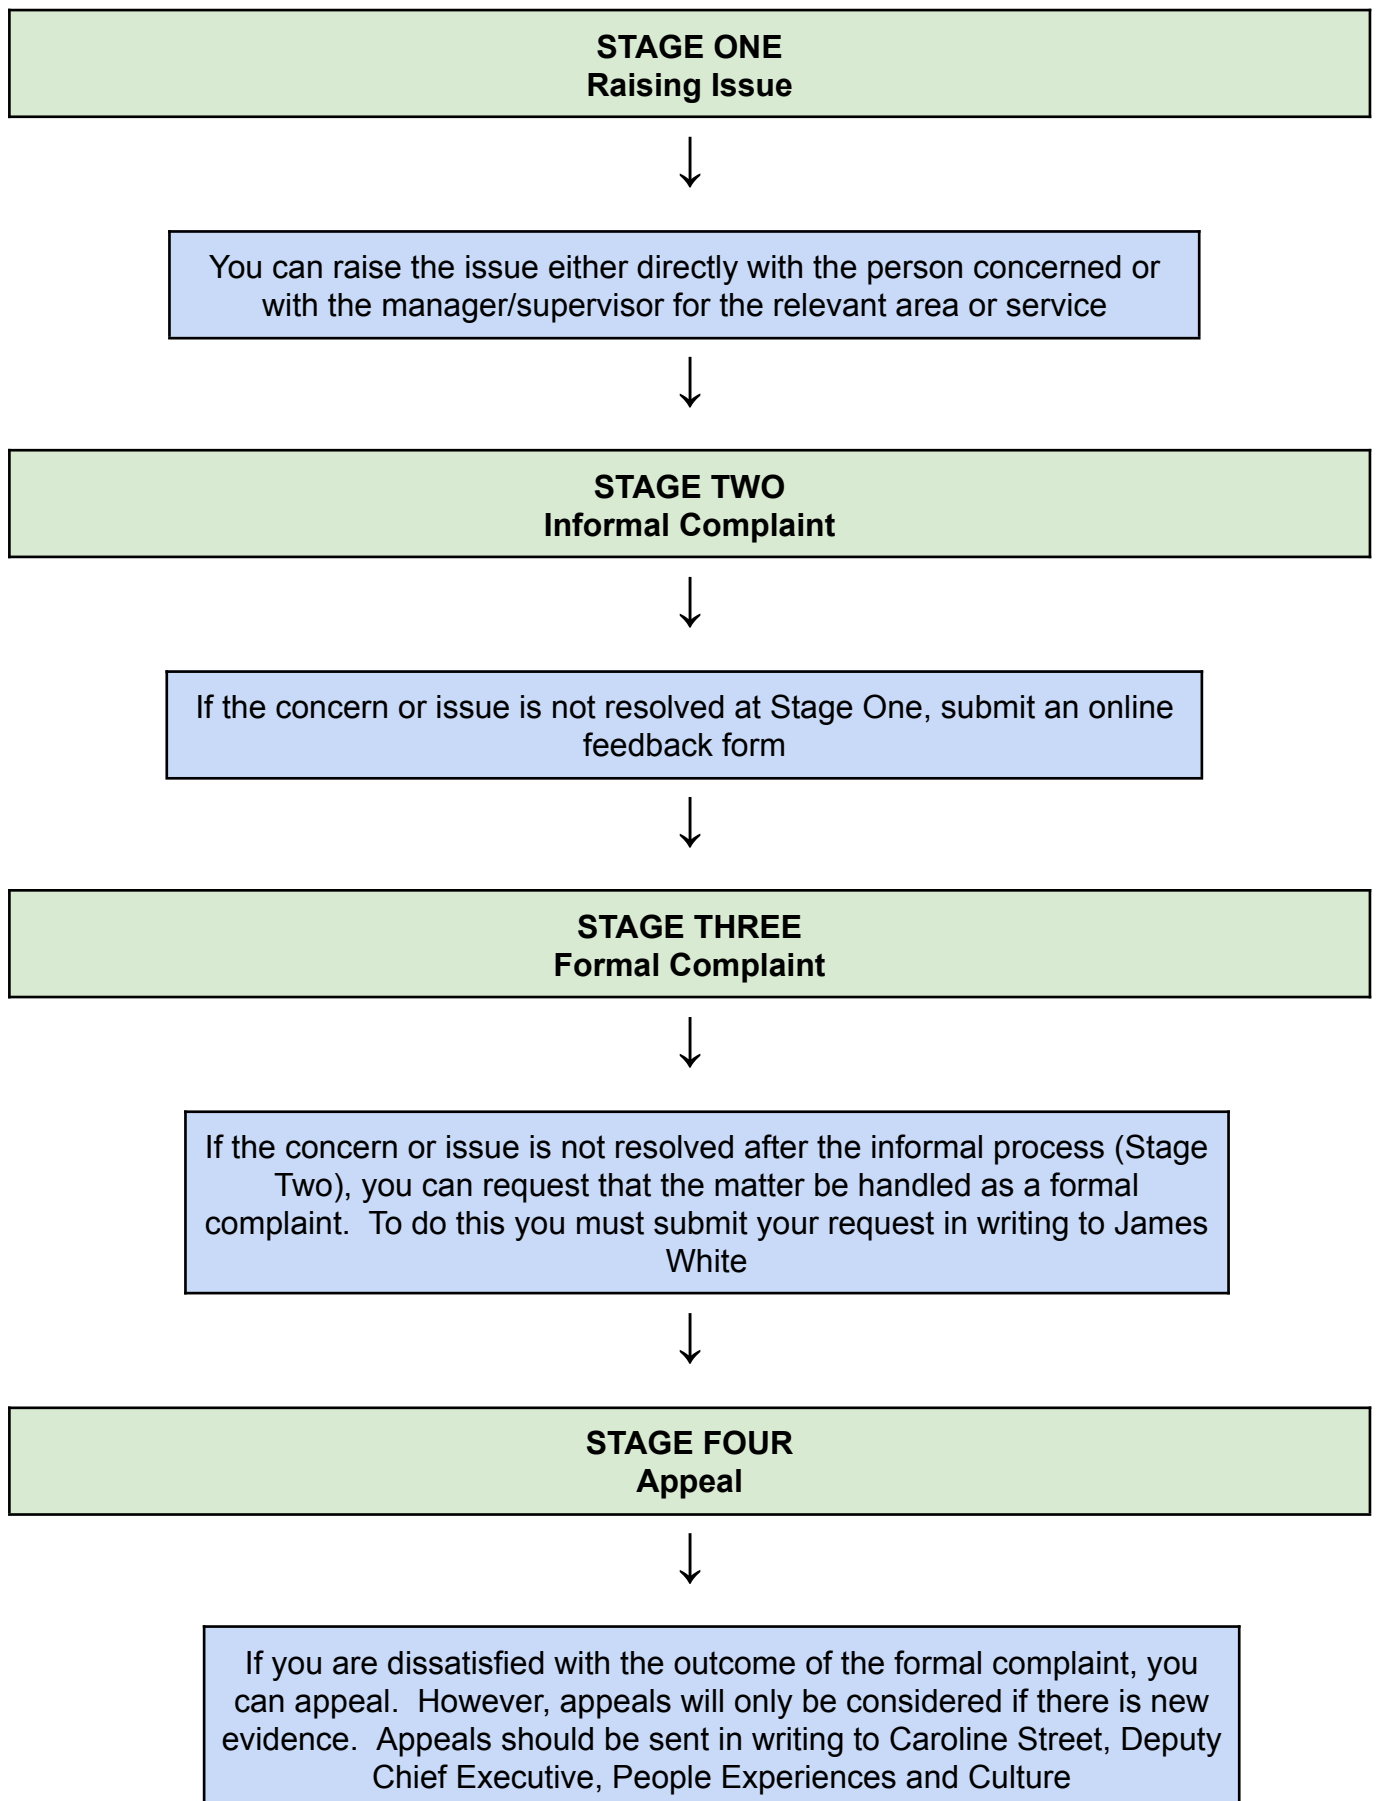 STAGE ONE
Raising Issue
You can raise the issue either directly with the person concerned or
with the manager/supervisor for the relevant area or service
STAGE TWO
Informal Complaint
If the concern or issue is not resolved at Stage One, submit an online
feedback form
STAGE THREE
Formal Complaint
If the concern or issue is not resolved after the informal process (Stage
Two), you can request that the matter be handled as a formal
complaint.  To do this you must submit your request in writing to James
White
STAGE FOUR
Appeal
If you are dissatisfied with the outcome of the formal complaint, you
can appeal.  However, appeals will only be considered if there is new
evidence.  Appeals should be sent in writing to Caroline Street, Deputy
Chief Executive, People Experiences and Culture